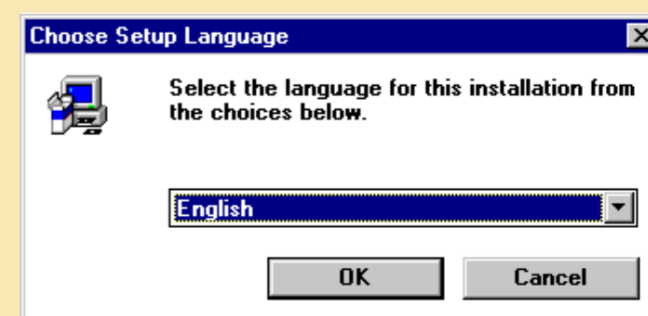 Choose Setup Language
Select the language for this installation from
the choices below.
English
OK
Cancel